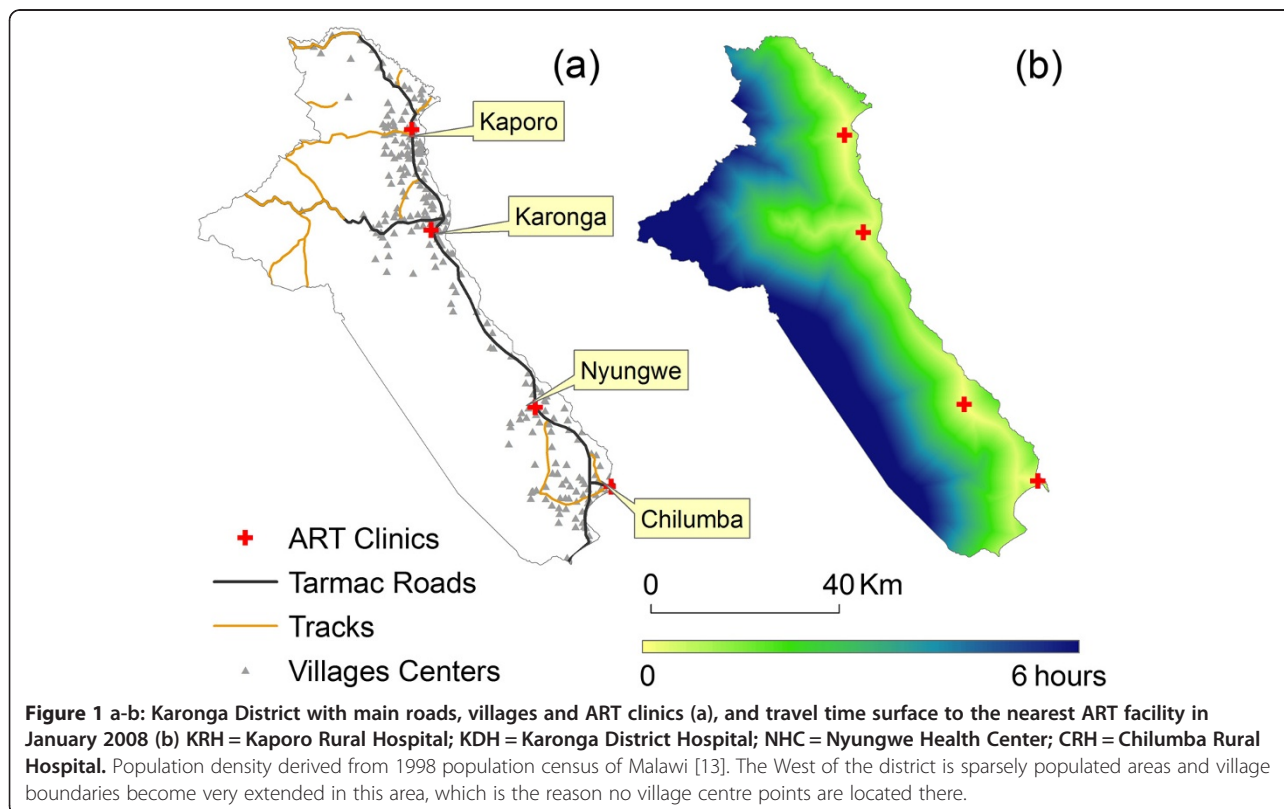 (a)
(b)
Kaporo
Karonga
Nyungwe
Chilumba
ART Clinics
Tarmac Roads
Tracks
Villages Centers
0 40 Km
0 6 hours
Figure 1 a-b: Karonga District with main roads, villages and ART clinics (a), and travel time surface to the nearest ART facility in
January 2008 (b) KRH = Kaporo Rural Hospital; KDH = Karonga District Hospital; NHC = Nyungwe Health Center; CRH = Chilumba Rural
Hospital. Population density derived from 1998 population census of Malawi [13]. The West of the district is sparsely populated areas and village
boundaries become very extended in this area, which is the reason no village centre points are located there.